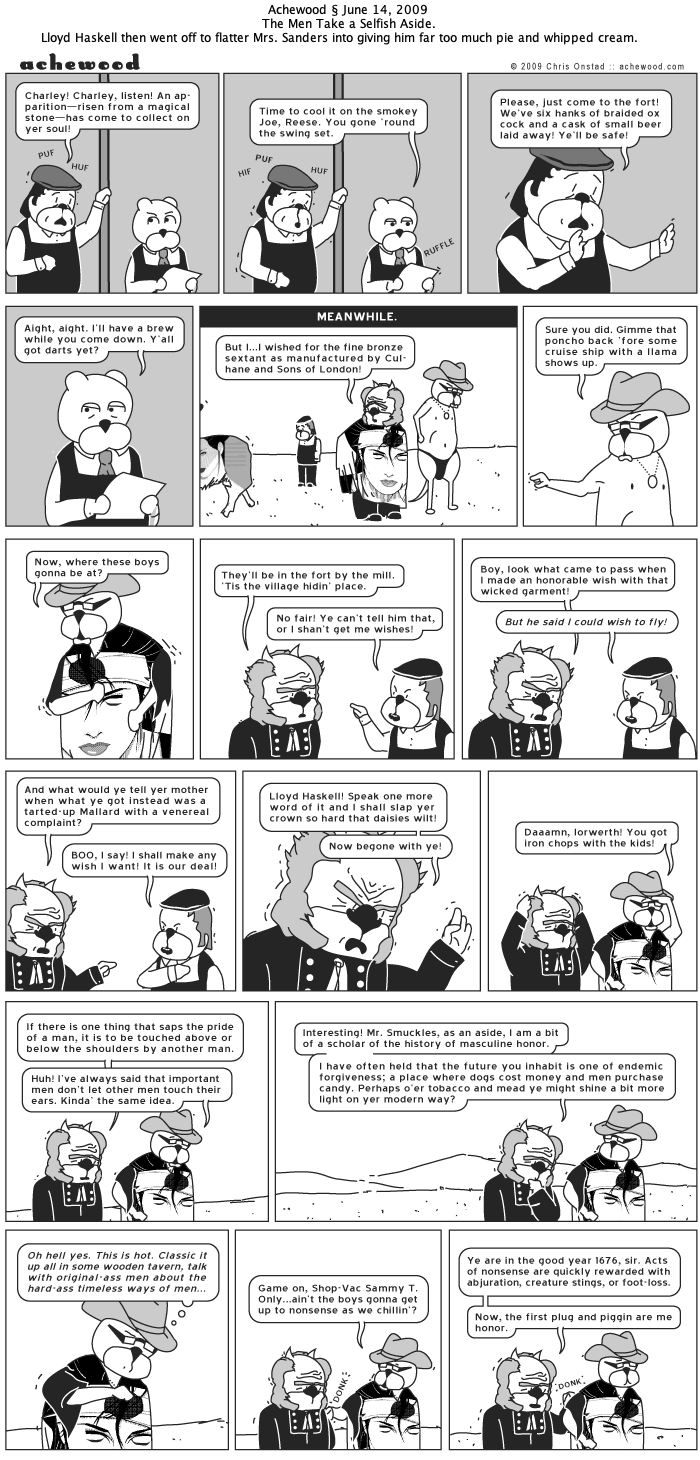 Achewood § June 14, 2009
The Men Take a Selfish Aside.
Lloyd Haskell then went off to flatter Mrs. Sanders into giving him far too much pie and whipped cream.
achewood
© 2009 Chris Onstad :: achewood.com
Charley! Charley, listen! An ap-
parition—risen from a magical
stone—has come to collect on
yer soul!
PUF
HUF
Time to cool it on the smokey
Joe, Reese. You gone 'round
the swing set.
HIF
PUF
HUF
RUFFLE
Please, just come to the fort!
We've six hanks of braided ox
cock and a cask of small beer
laid away! Ye'll be safe!
Aight, aight. I'll have a brew
while you come down. Y'all
got darts yet?
MEANWHILE.
But I...I wished for the fine bronze
sextant as manufactured by Cul-
hane and Sons of London!
Sure you did. Gimme that
poncho back 'fore some
cruise ship with a llama
shows up.
Now, where these boys
gonna be at?
They'll be in the fort by the mill.
'Tis the village hidin' place.
No fair! Ye can't tell him that,
or I shan't get me wishes!
Boy, look what came to pass when
I made an honorable wish with that
wicked garment!
But he said I could wish to fly!
And what would ye tell yer mother
when what ye got instead was a
tarted-up Mallard with a venereal
complaint?
BOO, I say! I shall make any
wish I want! It is our deal!
Lloyd Haskell! Speak one more
word of it and I shall slap yer
crown so hard that daisies wilt!
Now begone with ye!
Daaamn, Iorwerth! You got
iron chops with the kids!
If there is one thing that saps the pride
of a man, it is to be touched above or
below the shoulders by another man.
Huh! I've always said that important
men don't let other men touch their
ears. Kinda' the same idea.
Interesting! Mr. Smuckles, as an aside, I am a bit
of a scholar of the history of masculine honor.
I have often held that the future you inhabit is one of endemic
forgiveness; a place where dogs cost money and men purchase
candy. Perhaps o'er tobacco and mead ye might shine a bit more
light on yer modern way?
Oh hell yes. This is hot. Classic it
up all in some wooden tavern, talk
with original-ass men about the
hard-ass timeless ways of men...
Game on, Shop-Vac Sammy T.
Only...ain't the boys gonna get
up to nonsense as we chillin'?
DONK
Ye are in the good year 1676, sir. Acts
of nonsense are quickly rewarded with
abjuration, creature stings, or foot-loss.
Now, the first plug and piggin are me
honor.
DONK